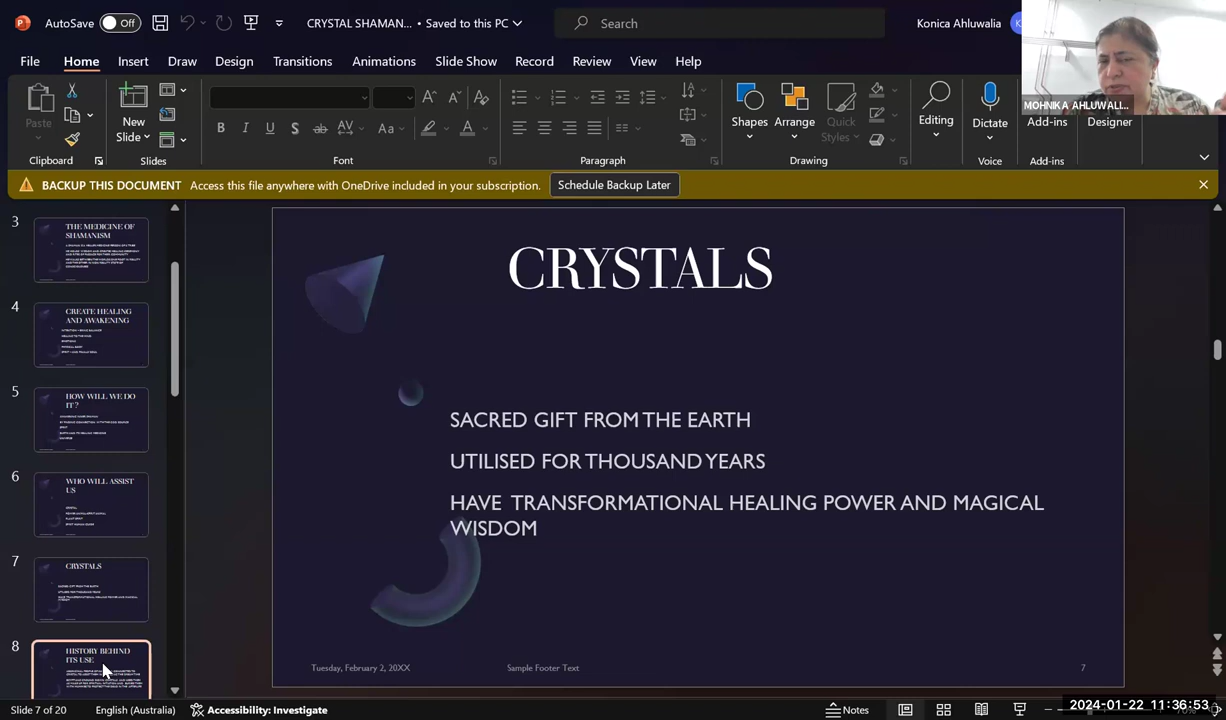 AutoSave Off CRYSTAL SHAMAN... • Saved to this PC Search Konica Ahluwalia
File Home Insert Draw Design Transitions Animations Slide Show Record Review View Help
MOHNIKA AHLUWALI...
Paste New Slide Aa Shapes Arrange Quick Styles Editing Dictate Add-ins Designer
Clipboard Slides Font Paragraph Drawing Voice Add-ins
BACKUP THIS DOCUMENT Access this file anywhere with OneDrive included in your subscription. Schedule Backup Later
3
THE MEDICINE OF
SHAMANISM
4
CREATE HEALING
AND AWAKENING
5
HOW WILL WE DO
IT?
6
WHO WILL ASSIST
US
7
CRYSTALS
8
HISTORY BEHIND
ITS USE
CRYSTALS
SACRED GIFT FROM THE EARTH
UTILISED FOR THOUSAND YEARS
HAVE TRANSFORMATIONAL HEALING POWER AND MAGICAL
WISDOM
Tuesday, February 2, 20XX Sample Footer Text 7
Slide 7 of 20 English (Australia) Accessibility: Investigate Notes
2024-01-22 11:36:53